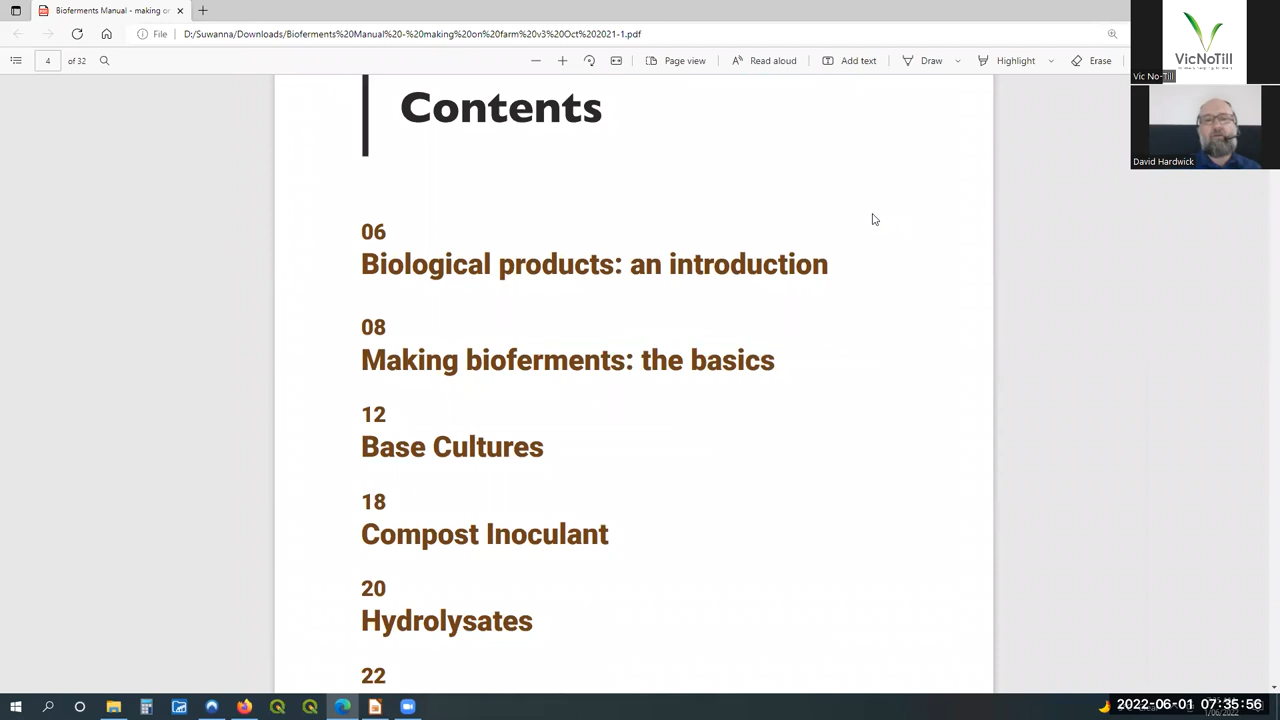 Bioferments Manual - making or
File
D:/Suwanna/Downloads/Bioferments%20Manual%20-%20making%20on%20farm%20v3%20Oct%202021-1.pdf
4 of 32
Page view
Read aloud
Add text
Draw
Highlight
Erase
VicNoTill
Vic No-Till
David Hardwick
Contents
06
Biological products: an introduction
08
Making bioferments: the basics
12
Base Cultures
18
Compost Inoculant
20
Hydrolysates
22
2022-06-01 07:35:56